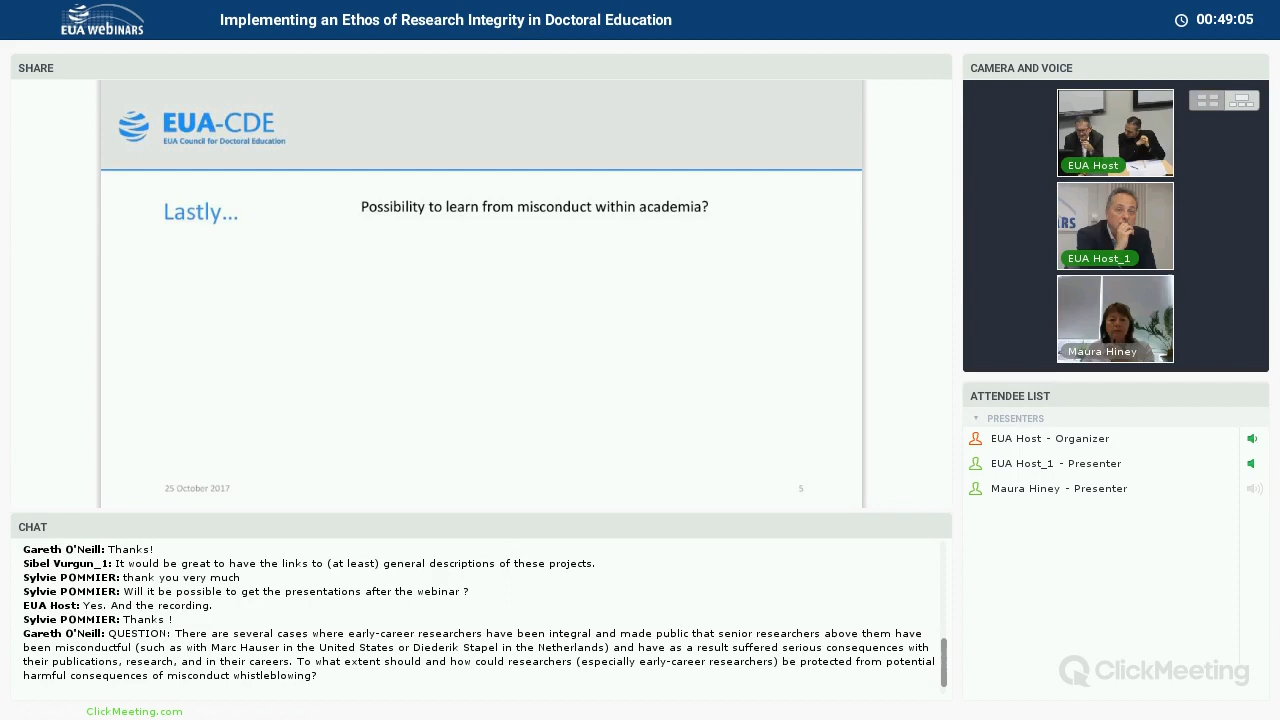 EUA WEBINARS
Implementing an Ethos of Research Integrity in Doctoral Education
00:49:05
SHARE
EUA-CDE
EUA Council for Doctoral Education
Lastly...
Possibility to learn from misconduct within academia?
25 October 2017
5
CAMERA AND VOICE
EUA Host
EUA Host_1
Maura Hiney
ATTENDEE LIST
PRESENTERS
EUA Host - Organizer
EUA Host_1 - Presenter
Maura Hiney - Presenter
CHAT
Gareth O'Neill: Thanks!
Sibel Vurgun_1: It would be great to have the links to (at least) general descriptions of these projects.
Sylvie POMMIER: thank you very much
Sylvie POMMIER: Will it be possible to get the presentations after the webinar ?
EUA Host: Yes. And the recording.
Sylvie POMMIER: Thanks !
Gareth O'Neill: QUESTION: There are several cases where early-career researchers have been integral and made public that senior researchers above them have
been misconductful (such as with Marc Hauser in the United States or Diederik Stapel in the Netherlands) and have as a result suffered serious consequences with
their publications, research, and in their careers. To what extent should and how could researchers (especially early-career researchers) be protected from potential
harmful consequences of misconduct whistleblowing?
ClickMeeting
ClickMeeting.com